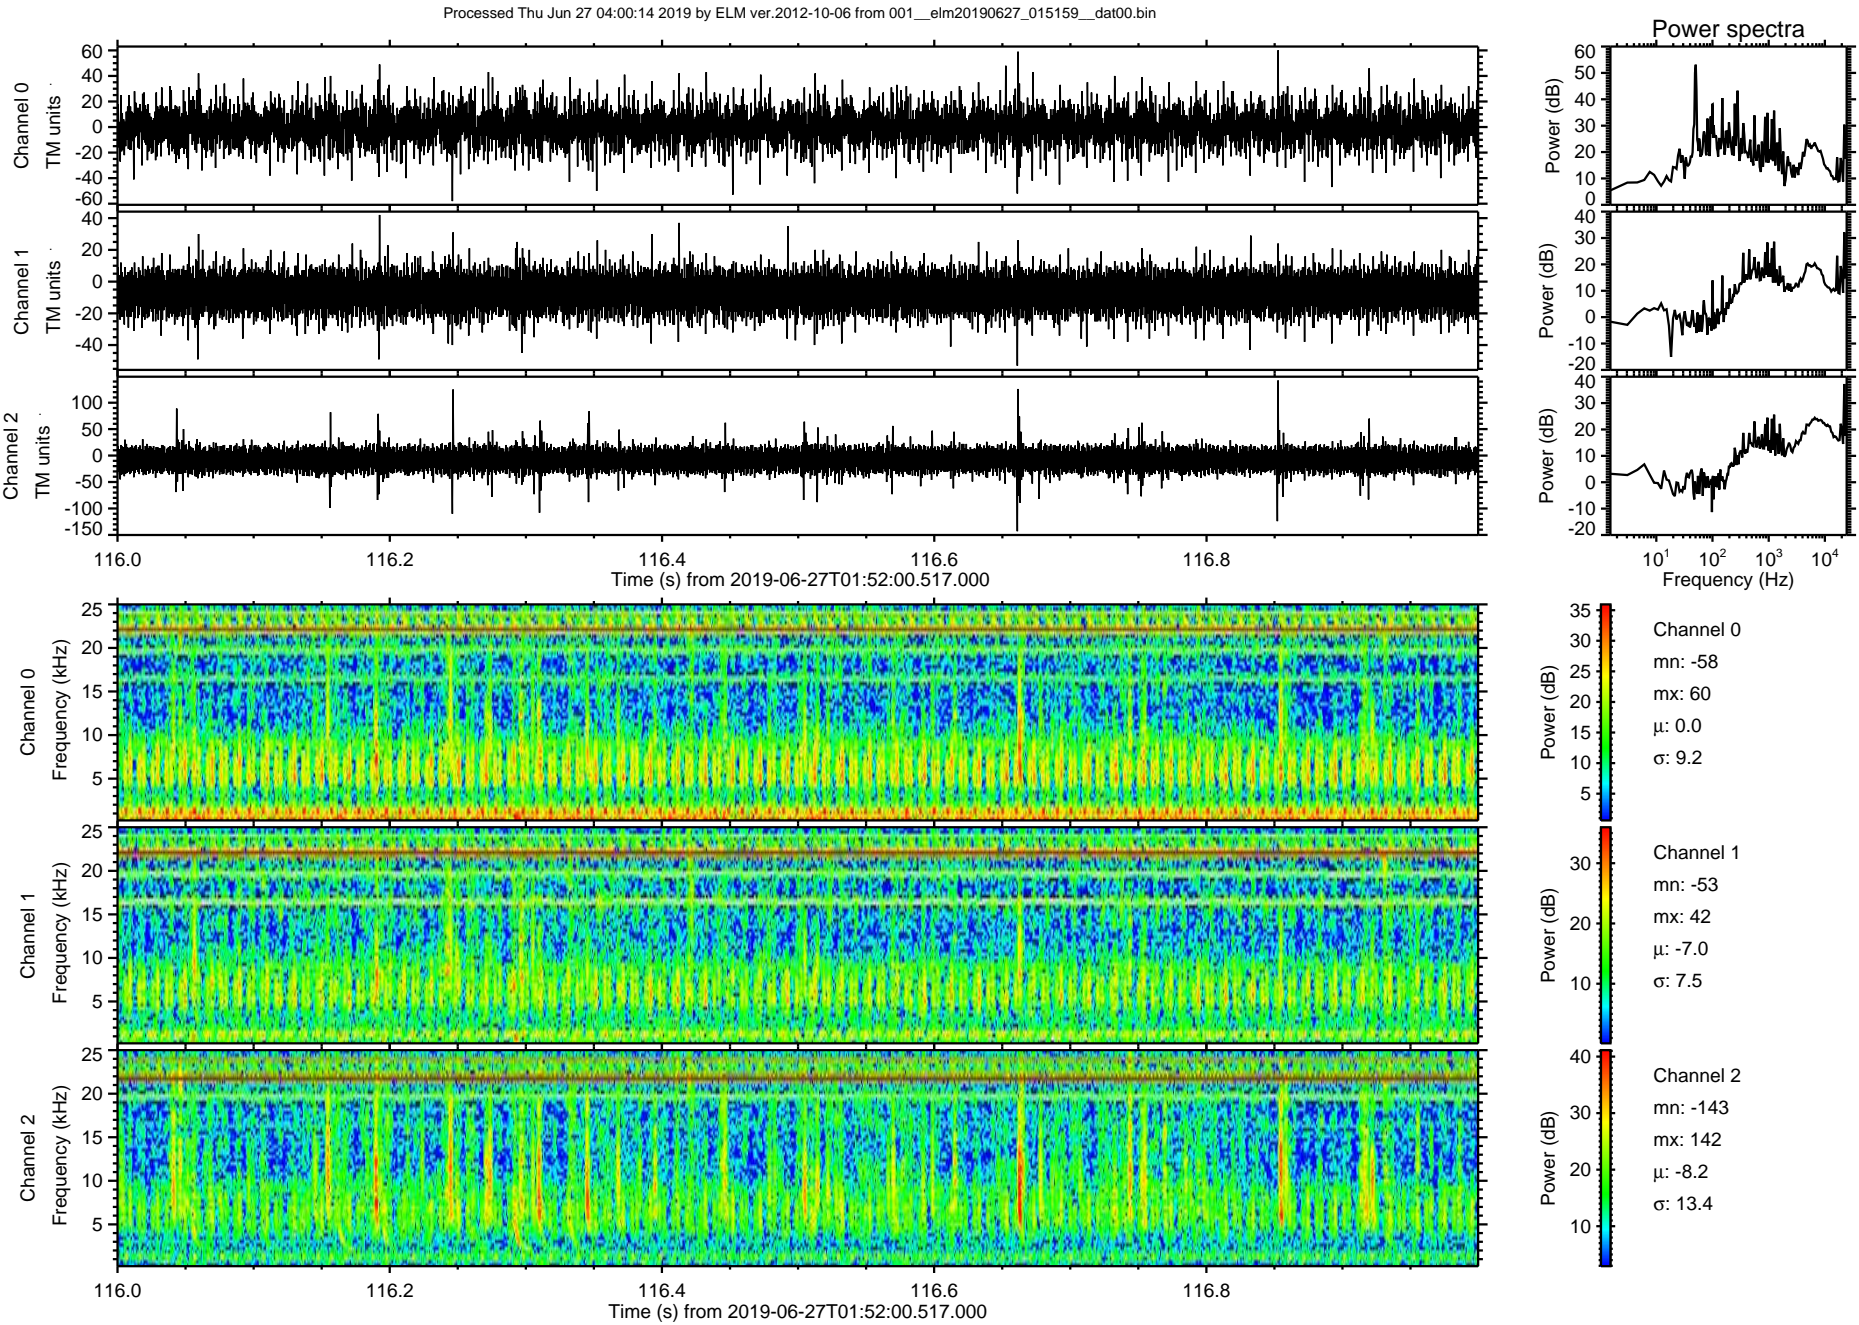 Processed Thu Jun 27 04:00:14 2019 by ELM ver.2012-10-06 from 001__elm20190627_015159__dat00.bin
Power spectra
Channel 0
TM units
60
40
20
0
-20
-40
-60
Power (dB)
60
50
40
30
20
10
0
Channel 1
TM units
40
20
0
-20
-40
Power (dB)
40
30
20
10
0
-10
-20
Channel 2
TM units
100
50
0
-50
-100
-150
Power (dB)
40
30
20
10
0
-10
-20
116.0 116.2 116.4 116.6 116.8
Time (s) from 2019-06-27T01:52:00.517.000
10¹ 10² 10³ 10⁴
Frequency (Hz)
Channel 0
Frequency (kHz)
25
20
15
10
5
Power (dB)
35
30
25
20
15
10
5
Channel 0
mn: -58
mx: 60
μ: 0.0
σ: 9.2
Channel 1
Frequency (kHz)
25
20
15
10
5
Power (dB)
30
20
10
Channel 1
mn: -53
mx: 42
μ: -7.0
σ: 7.5
Channel 2
Frequency (kHz)
25
20
15
10
5
Power (dB)
40
30
20
10
Channel 2
mn: -143
mx: 142
μ: -8.2
σ: 13.4
116.0 116.2 116.4 116.6 116.8
Time (s) from 2019-06-27T01:52:00.517.000